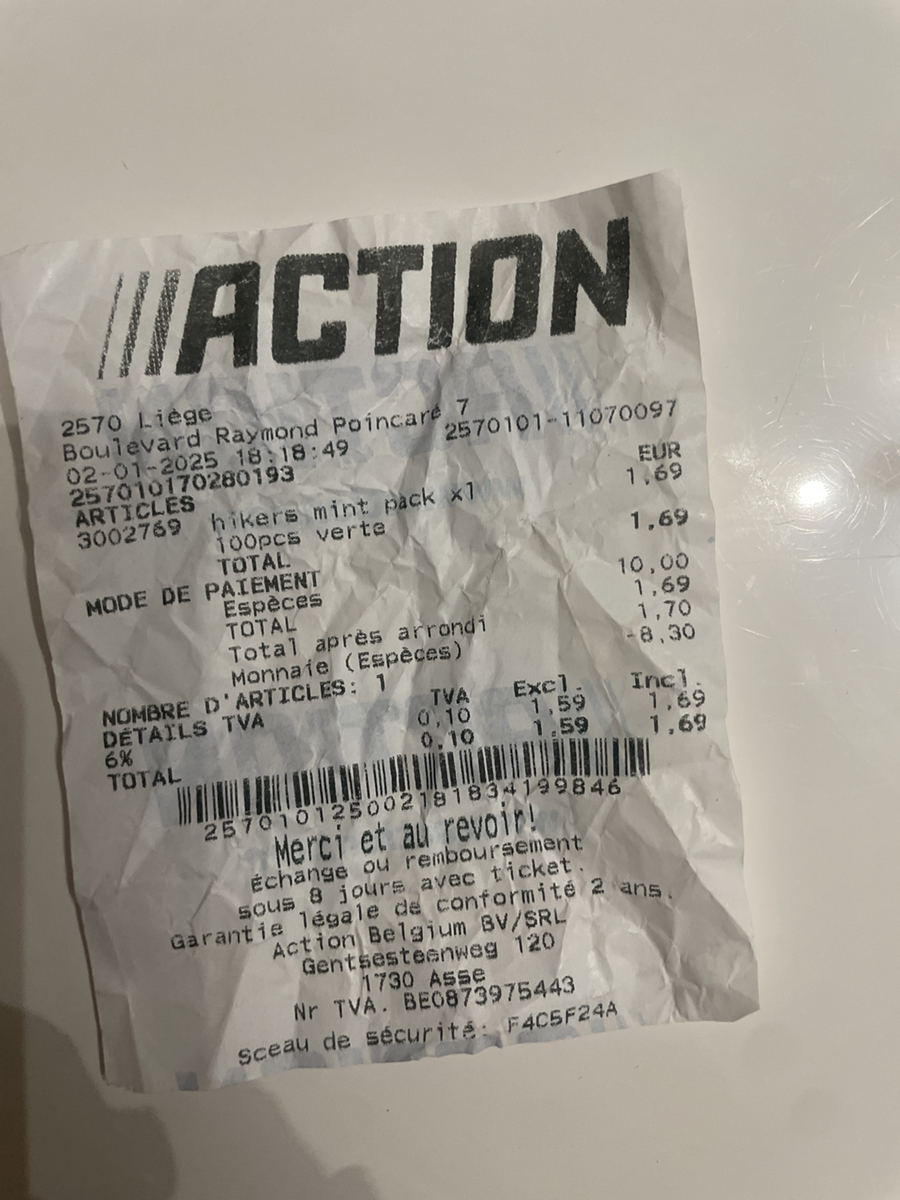 ///ACTION
2570 Liège
Boulevard Raymond Poincaré 7
02-01-2025 18:18:49 2570101-11070097
257010170280193
EUR
ARTICLES
3002769 hikers mint pack x1 1,69
100pcs verte
TOTAL 1,69
MODE DE PAIEMENT
Espèces 10,00
TOTAL 1,69
Total après arrondi 1,70
Monnaie (Espèces) -8,30
NOMBRE D'ARTICLES: 1
DÉTAILS TVA TVA Excl. Incl.
6% 0,10 1,59 1,69
TOTAL 0,10 1,59 1,69
257010125002181834199846
Merci et au revoir!
Échange ou remboursement
sous 8 jours avec ticket.
Garantie légale de conformité 2 ans.
Action Belgium BV/SRL
Gentsesteenweg 120
1730 Asse
Nr TVA. BE0873975443
Sceau de sécurité: F4C5F24A